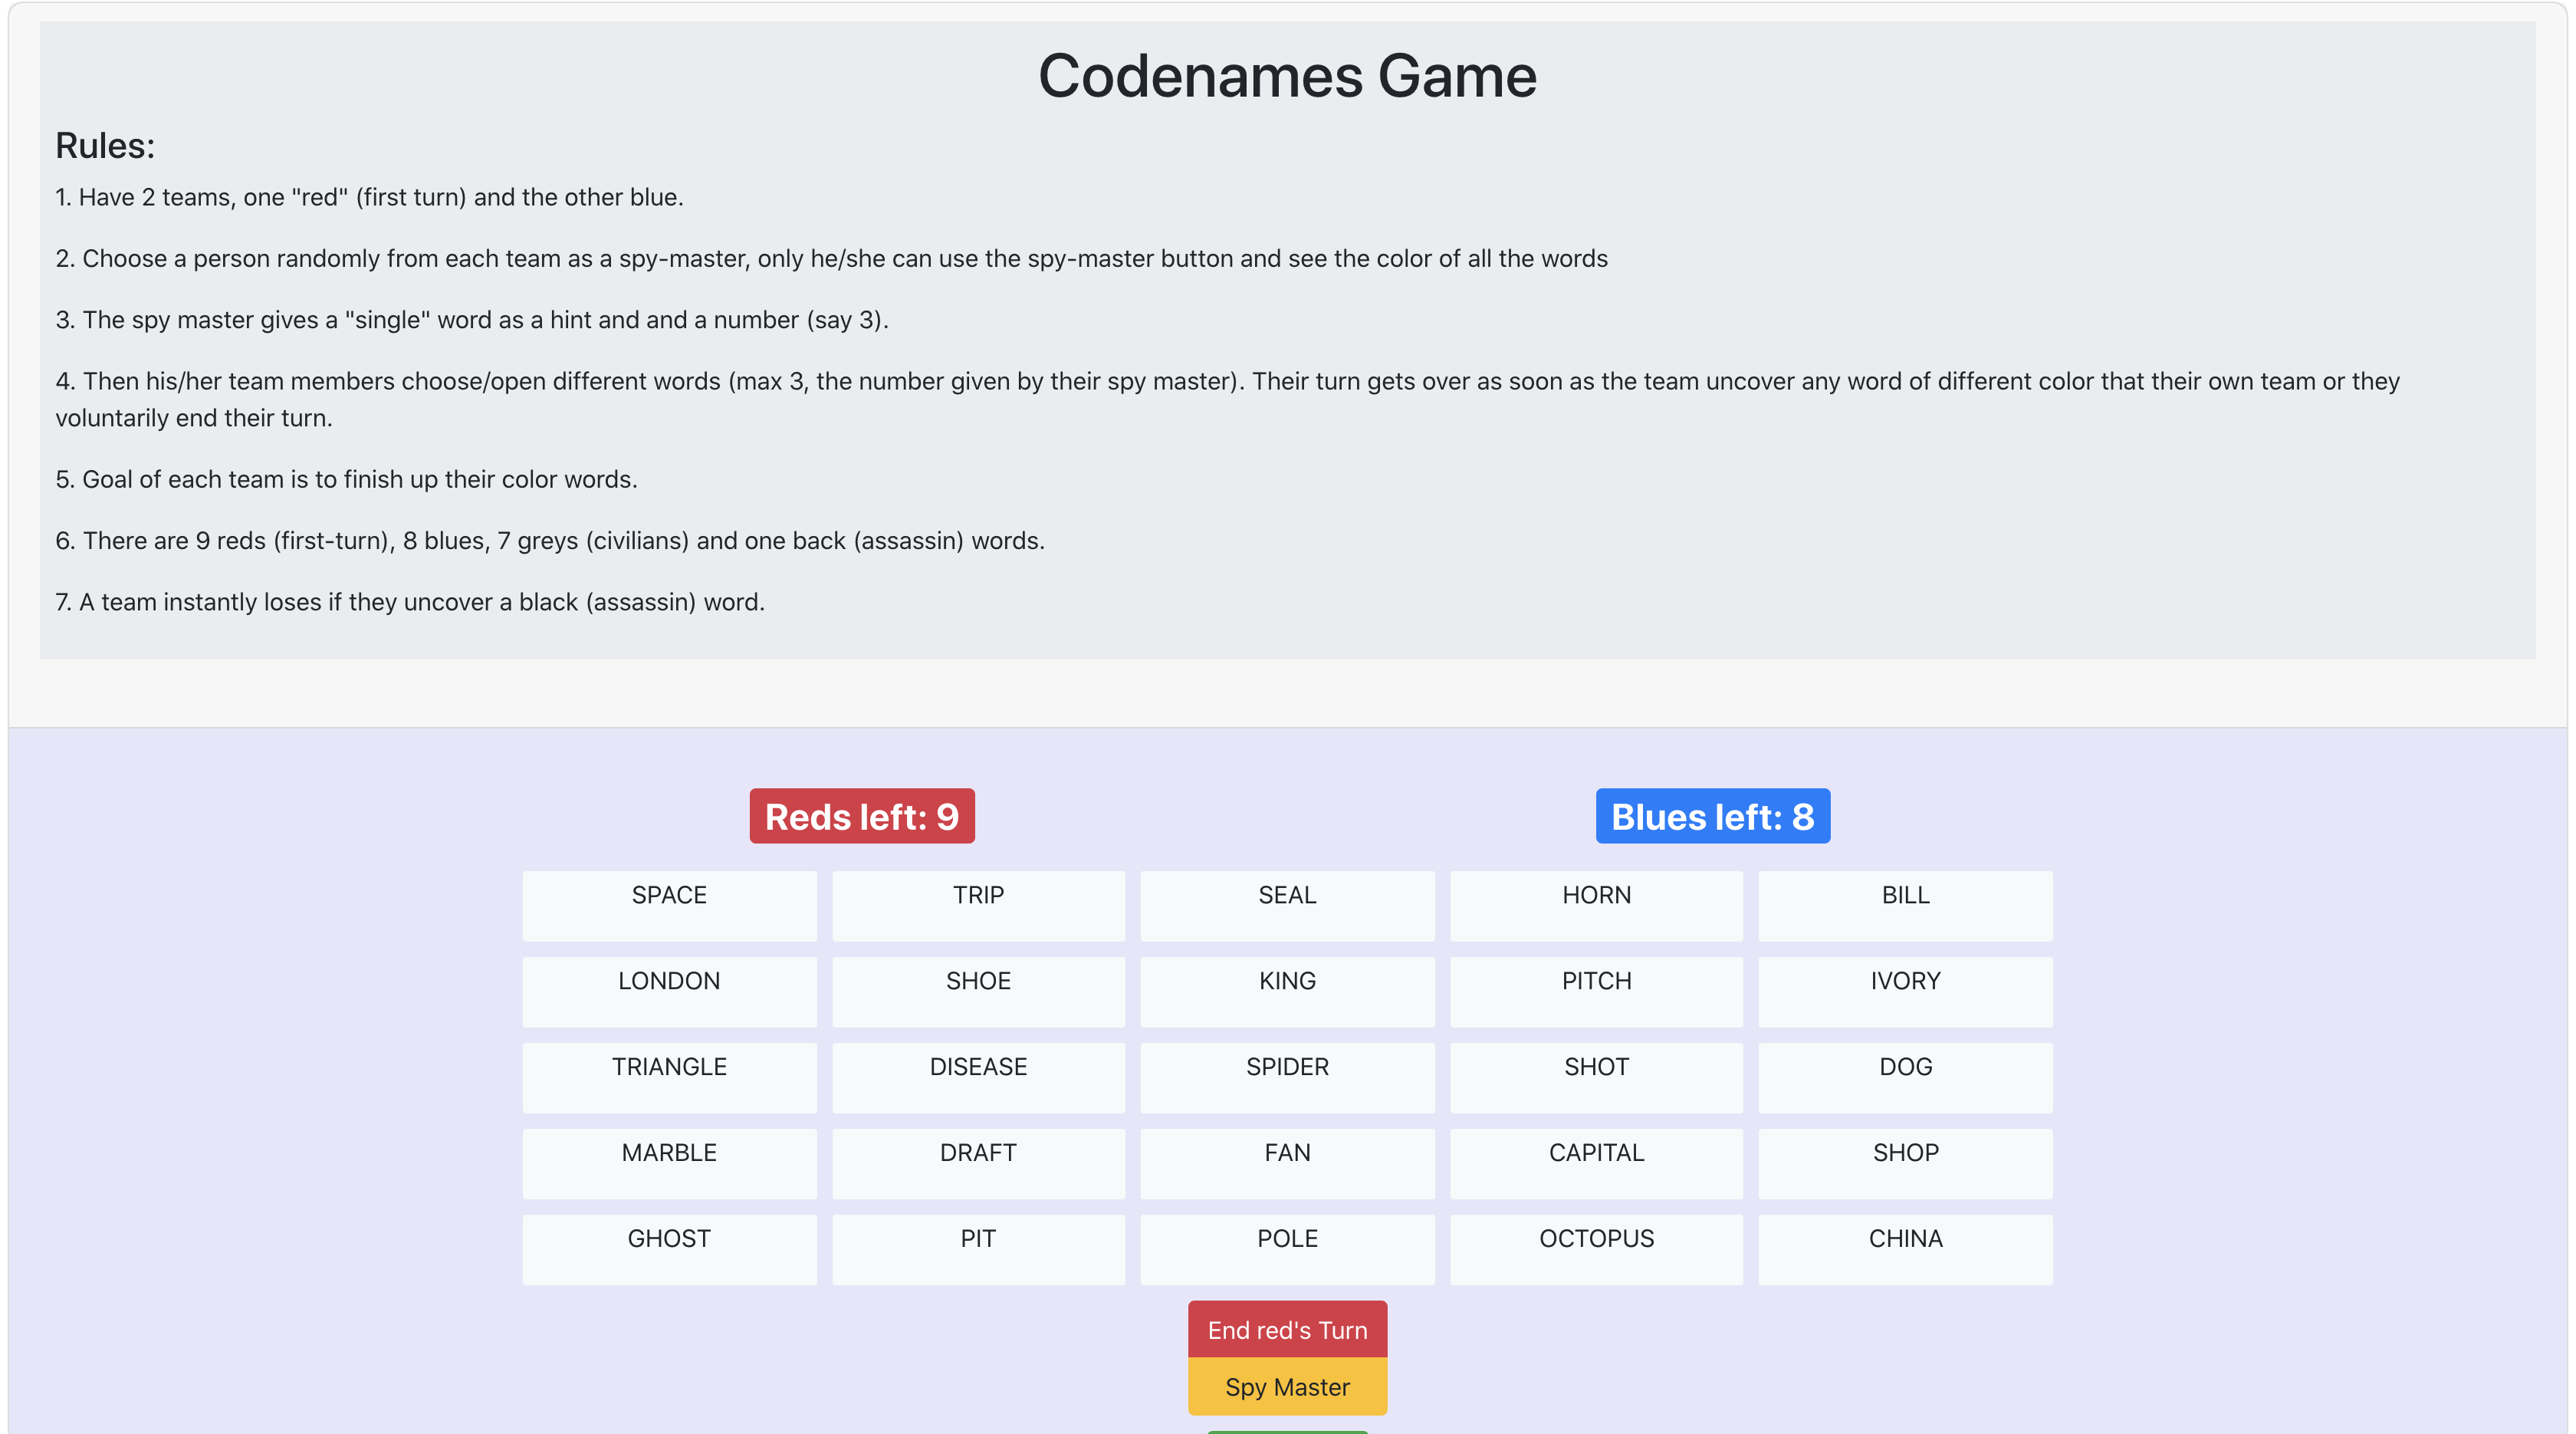 Codenames Game
Rules:
1. Have 2 teams, one "red" (first turn) and the other blue.
2. Choose a person randomly from each team as a spy-master, only he/she can use the spy-master button and see the color of all the words
3. The spy master gives a "single" word as a hint and and a number (say 3).
4. Then his/her team members choose/open different words (max 3, the number given by their spy master). Their turn gets over as soon as the team uncover any word of different color that their own team or they
voluntarily end their turn.
5. Goal of each team is to finish up their color words.
6. There are 9 reds (first-turn), 8 blues, 7 greys (civilians) and one back (assassin) words.
7. A team instantly loses if they uncover a black (assassin) word.
Reds left: 9 Blues left: 8
SPACE TRIP SEAL HORN BILL
LONDON SHOE KING PITCH IVORY
TRIANGLE DISEASE SPIDER SHOT DOG
MARBLE DRAFT FAN CAPITAL SHOP
GHOST PIT POLE OCTOPUS CHINA
End red's Turn
Spy Master